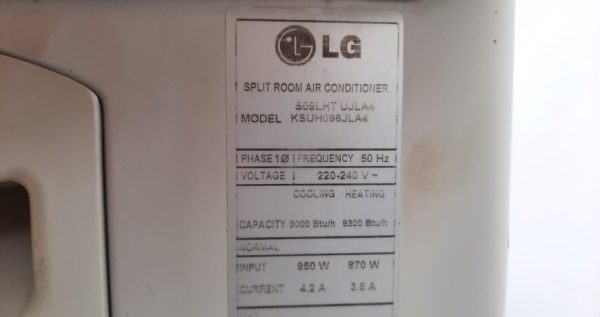 LG
SPLIT ROOM AIR CONDITIONER
S09LHT UJLA4
MODEL KSUH096JLA4
PHASE 1Ø FREQUENCY 50 Hz
VOLTAGE 220-240 V ~
COOLING HEATING
CAPACITY 9000 Btu/h 9300 Btu/h
NORMAL
INPUT 950 W 870 W
CURRENT 4.2 A 3.8 A